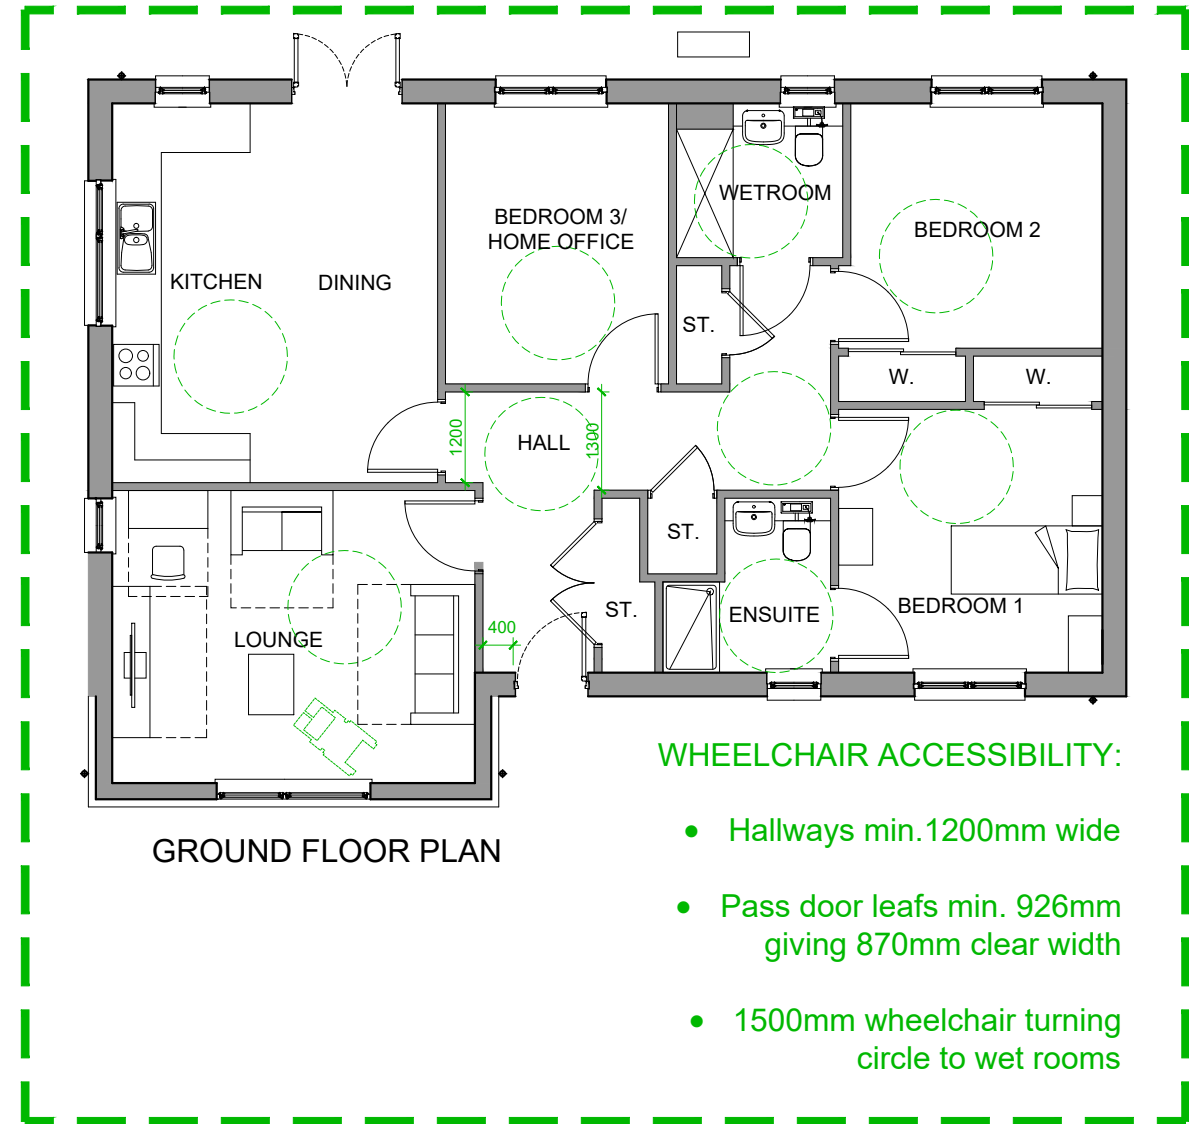 WETROOM
BEDROOM 3/
HOME OFFICE
BEDROOM 2
KITCHEN
DINING
ST.
W.
W.
1200
HALL
1300
ST.
ST.
ENSUITE
BEDROOM 1
400
LOUNGE
WHEELCHAIR ACCESSIBILITY:
• Hallways min.1200mm wide
GROUND FLOOR PLAN
• Pass door leafs min. 926mm
giving 870mm clear width
• 1500mm wheelchair turning
circle to wet rooms